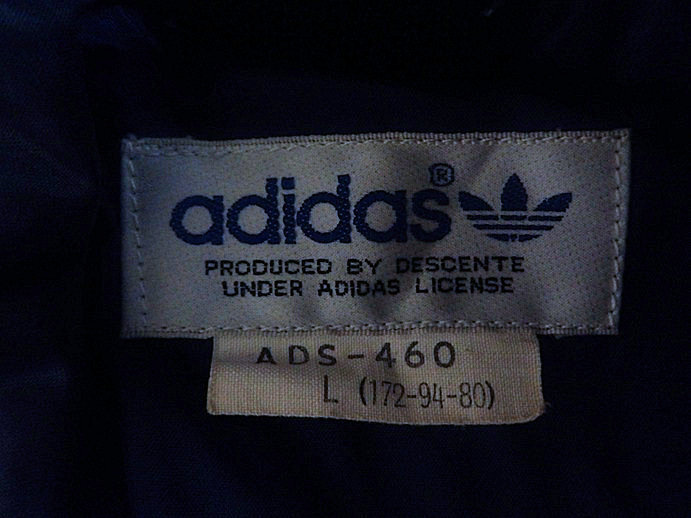 adidas®
PRODUCED BY DESCENTE
UNDER ADIDAS LICENSE
ADS-460
L (172-94-80)